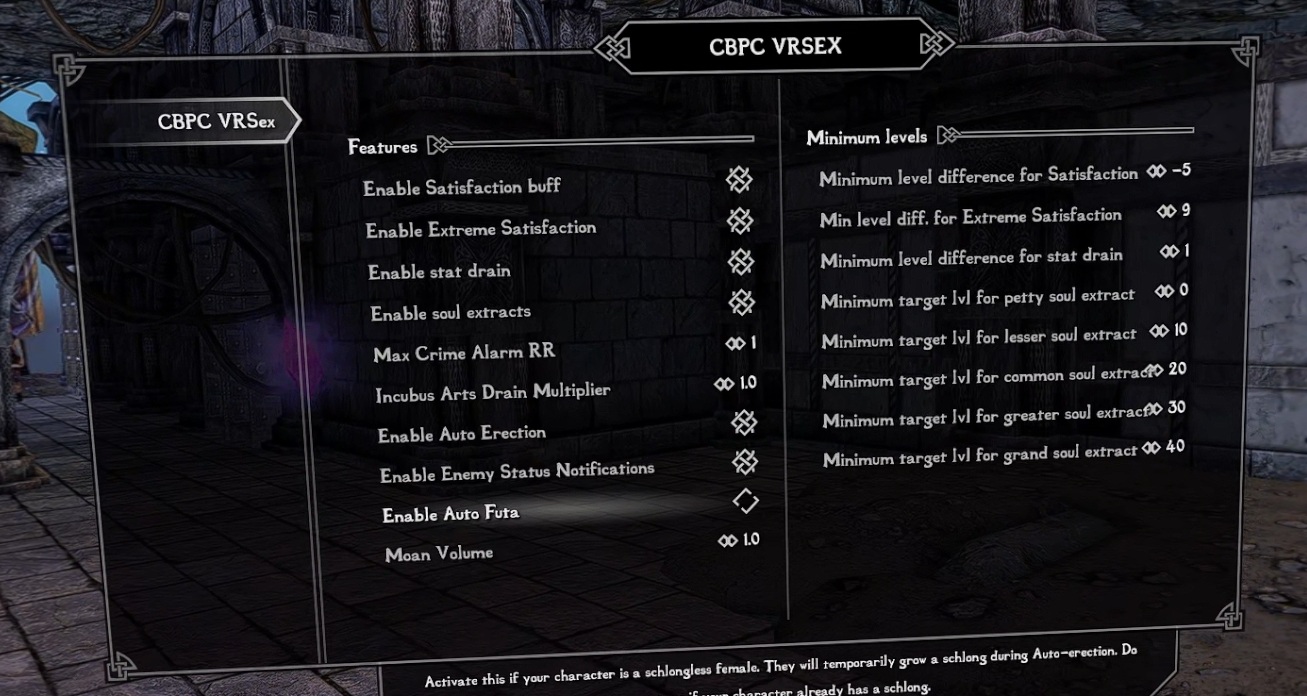 CBPC VRSEX
CBPC VRSex
Features
Enable Satisfaction buff
Enable Extreme Satisfaction
Enable stat drain
Enable soul extracts
Max Crime Alarm RR 1
Incubus Arts Drain Multiplier 1.0
Enable Auto Erection
Enable Enemy Status Notifications
Enable Auto Futa
Moan Volume 1.0
Minimum levels
Minimum level difference for Satisfaction -5
Min level diff. for Extreme Satisfaction 9
Minimum level difference for stat drain 1
Minimum target lvl for petty soul extract 0
Minimum target lvl for lesser soul extract 10
Minimum target lvl for common soul extract 20
Minimum target lvl for greater soul extract 30
Minimum target lvl for grand soul extract 40
Activate this if your character is a schlongless female. They will temporarily grow a schlong during Auto-erection. Do
if your character already has a schlong.